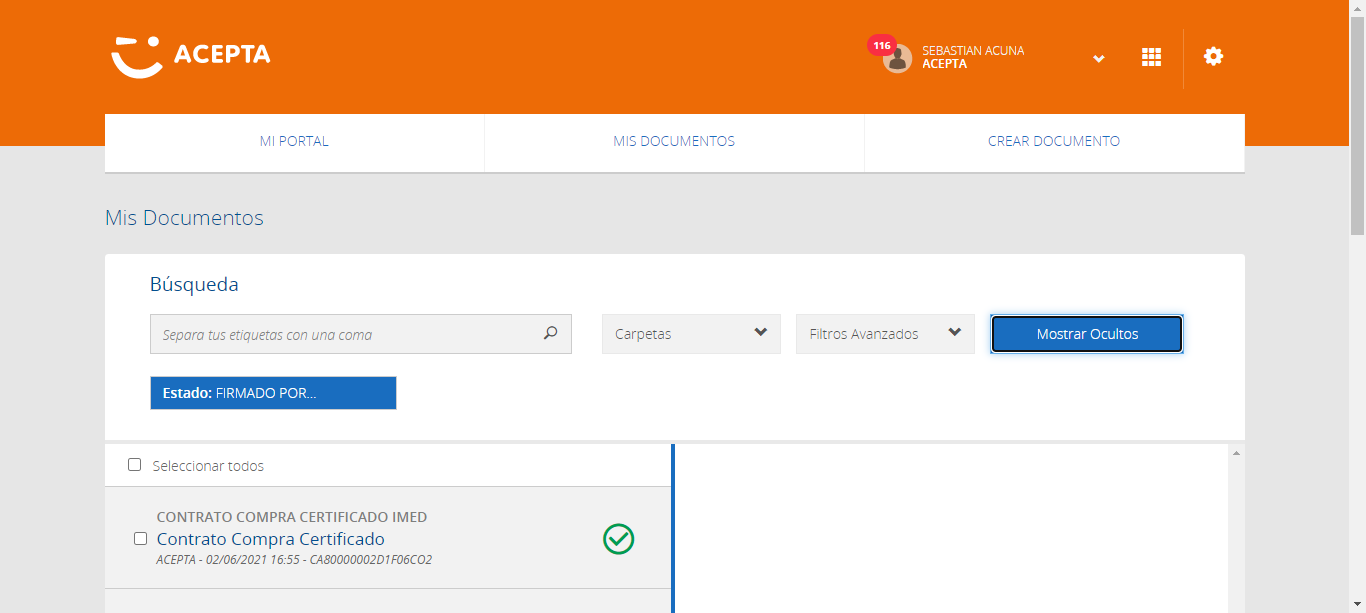 ACEPTA
116
SEBASTIAN ACUNA
ACEPTA
MI PORTAL
MIS DOCUMENTOS
CREAR DOCUMENTO
Mis Documentos
Búsqueda
Separa tus etiquetas con una coma
Carpetas
Filtros Avanzados
Mostrar Ocultos
Estado: FIRMADO POR...
Seleccionar todos
CONTRATO COMPRA CERTIFICADO IMED
Contrato Compra Certificado
ACEPTA - 02/06/2021 16:55 - CA80000002D1F06CO2